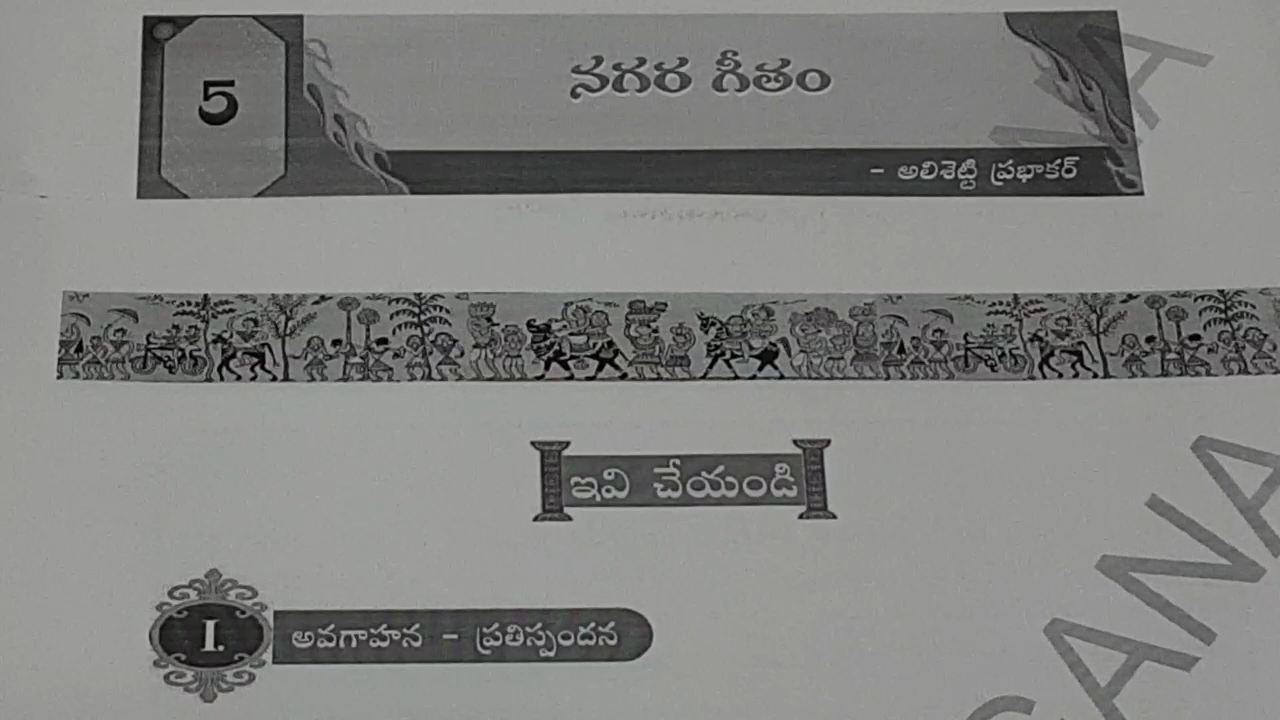 5
నగర గీతం
- అలిశెట్టి ప్రభాకర్
ఇవి చేయండి
I. అవగాహన - ప్రతిస్పందన